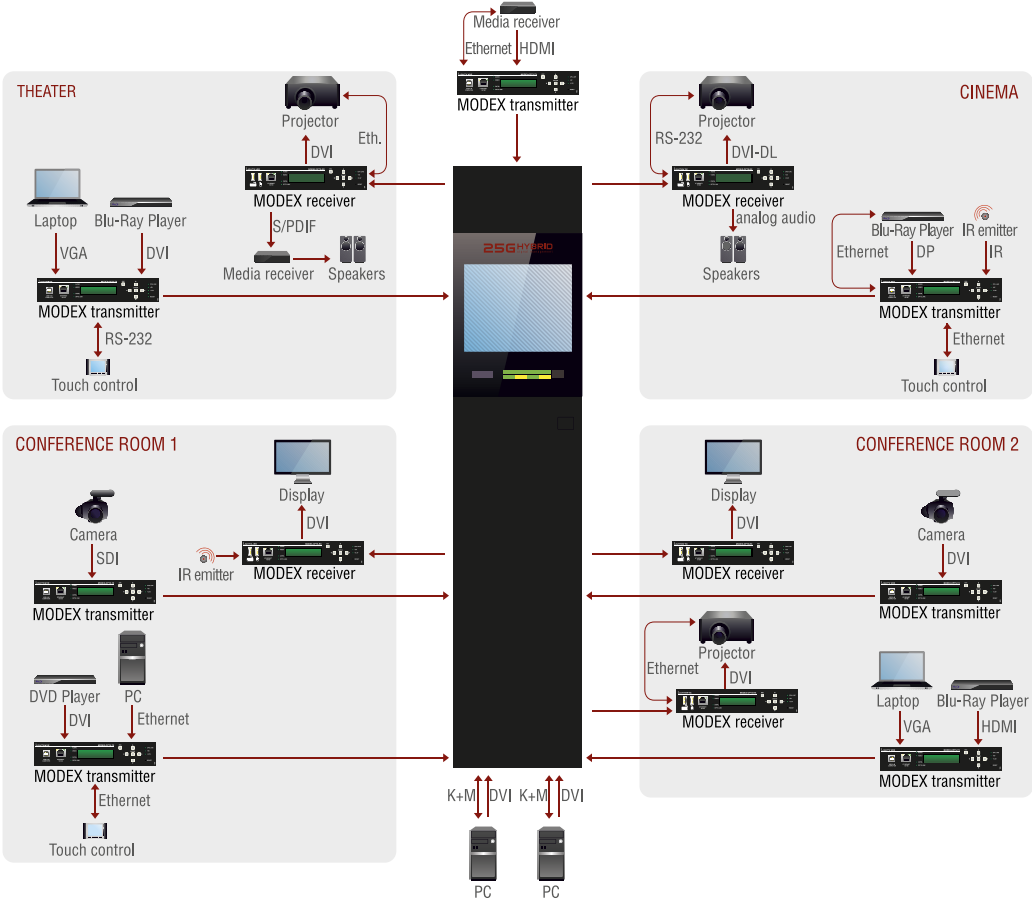 Media receiver
Ethernet HDMI
MODEX transmitter
THEATER
Projector
Eth.
DVI
MODEX receiver
S/PDIF
Media receiver
Speakers
Laptop
Blu-Ray Player
VGA
DVI
MODEX transmitter
RS-232
Touch control
CINEMA
Projector
RS-232
DVI-DL
MODEX receiver
analog audio
Speakers
Blu-Ray Player
IR emitter
Ethernet
DP
IR
MODEX transmitter
Ethernet
Touch control
25G HYBRID
CONFERENCE ROOM 1
Display
DVI
Camera
SDI
IR emitter
MODEX receiver
MODEX transmitter
DVD Player
PC
DVI
Ethernet
MODEX transmitter
Ethernet
Touch control
CONFERENCE ROOM 2
Display
DVI
MODEX receiver
Camera
DVI
MODEX transmitter
Projector
Ethernet
DVI
MODEX receiver
Laptop
Blu-Ray Player
VGA
HDMI
MODEX transmitter
K+M DVI
K+M DVI
PC
PC